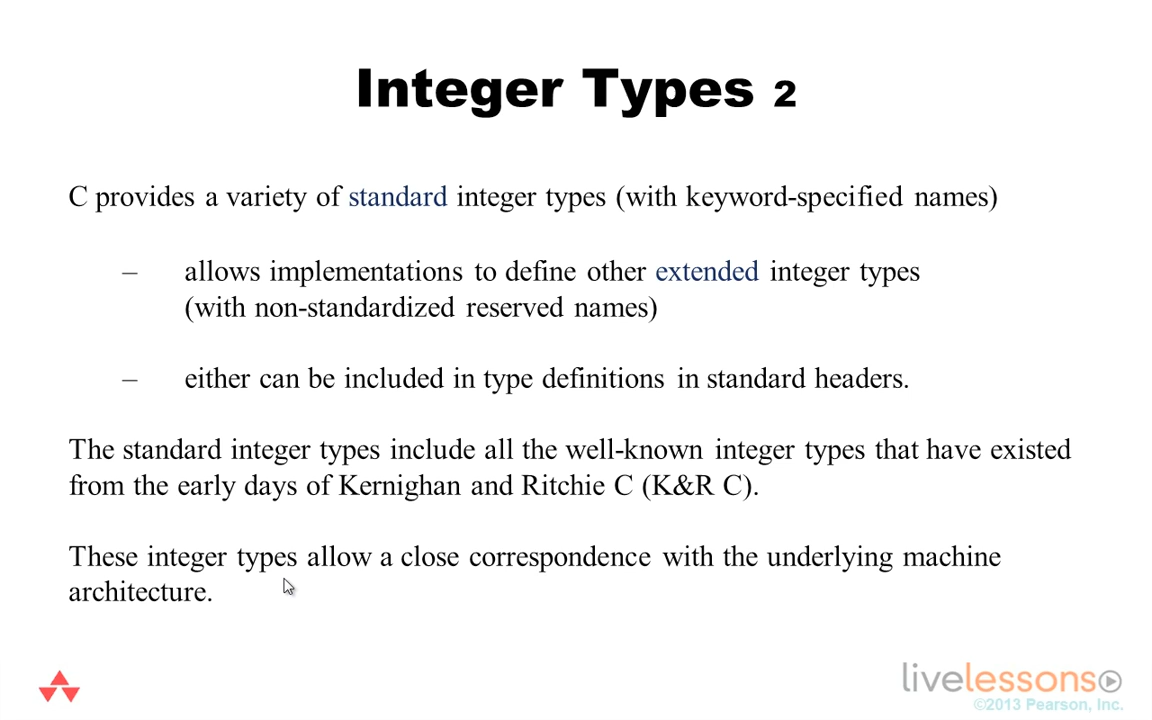 Integer Types 2
C provides a variety of standard integer types (with keyword-specified names)
– allows implementations to define other extended integer types
(with non-standardized reserved names)
– either can be included in type definitions in standard headers.
The standard integer types include all the well-known integer types that have existed
from the early days of Kernighan and Ritchie C (K&R C).
These integer types allow a close correspondence with the underlying machine
architecture.
livelessons
©2013 Pearson, Inc.